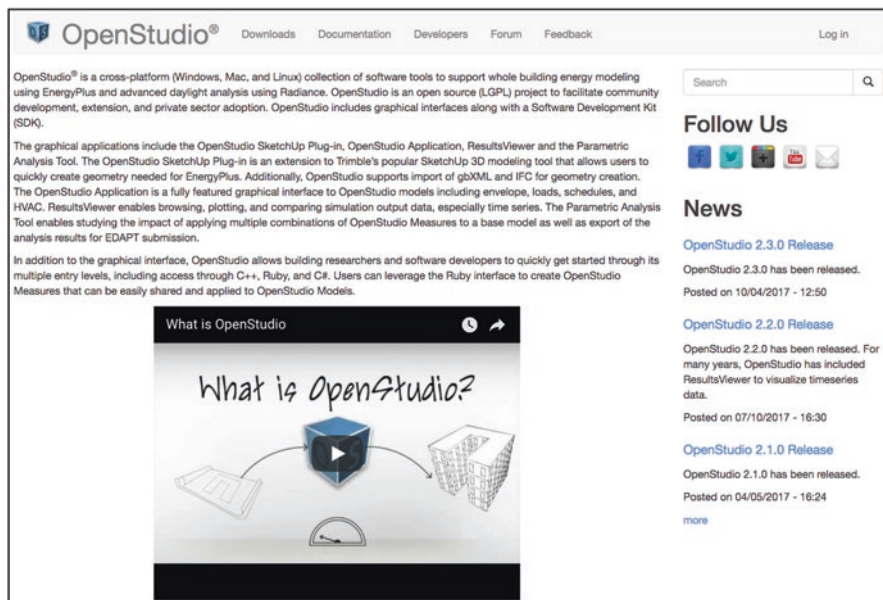 OpenStudio®
Downloads
Documentation
Developers
Forum
Feedback
Log in
OpenStudio® is a cross-platform (Windows, Mac, and Linux) collection of software tools to support whole building energy modeling
using EnergyPlus and advanced daylight analysis using Radiance. OpenStudio is an open source (LGPL) project to facilitate community
development, extension, and private sector adoption. OpenStudio includes graphical interfaces along with a Software Development Kit
(SDK).
The graphical applications include the OpenStudio SketchUp Plug-in, OpenStudio Application, ResultsViewer and the Parametric
Analysis Tool. The OpenStudio SketchUp Plug-in is an extension to Trimble's popular SketchUp 3D modeling tool that allows users to
quickly create geometry needed for EnergyPlus. Additionally, OpenStudio supports import of gbXML and IFC for geometry creation.
The OpenStudio Application is a fully featured graphical interface to OpenStudio models including envelope, loads, schedules, and
HVAC. ResultsViewer enables browsing, plotting, and comparing simulation output data, especially time series. The Parametric Analysis
Tool enables studying the impact of applying multiple combinations of OpenStudio Measures to a base model as well as export of the
analysis results for EDAPT submission.
In addition to the graphical interface, OpenStudio allows building researchers and software developers to quickly get started through its
multiple entry levels, including access through C++, Ruby, and C#. Users can leverage the Ruby interface to create OpenStudio
Measures that can be easily shared and applied to OpenStudio Models.
What is OpenStudio
What is OpenStudio?
OS
Search
Follow Us
You
Tube
News
OpenStudio 2.3.0 Release
OpenStudio 2.3.0 has been released.
Posted on 10/04/2017 - 12:50
OpenStudio 2.2.0 Release
OpenStudio 2.2.0 has been released. For
many years, OpenStudio has included
ResultsViewer to visualize timeseries
data.
Posted on 07/10/2017 - 16:30
OpenStudio 2.1.0 Release
OpenStudio 2.1.0 has been released.
Posted on 04/05/2017 - 16:24
more